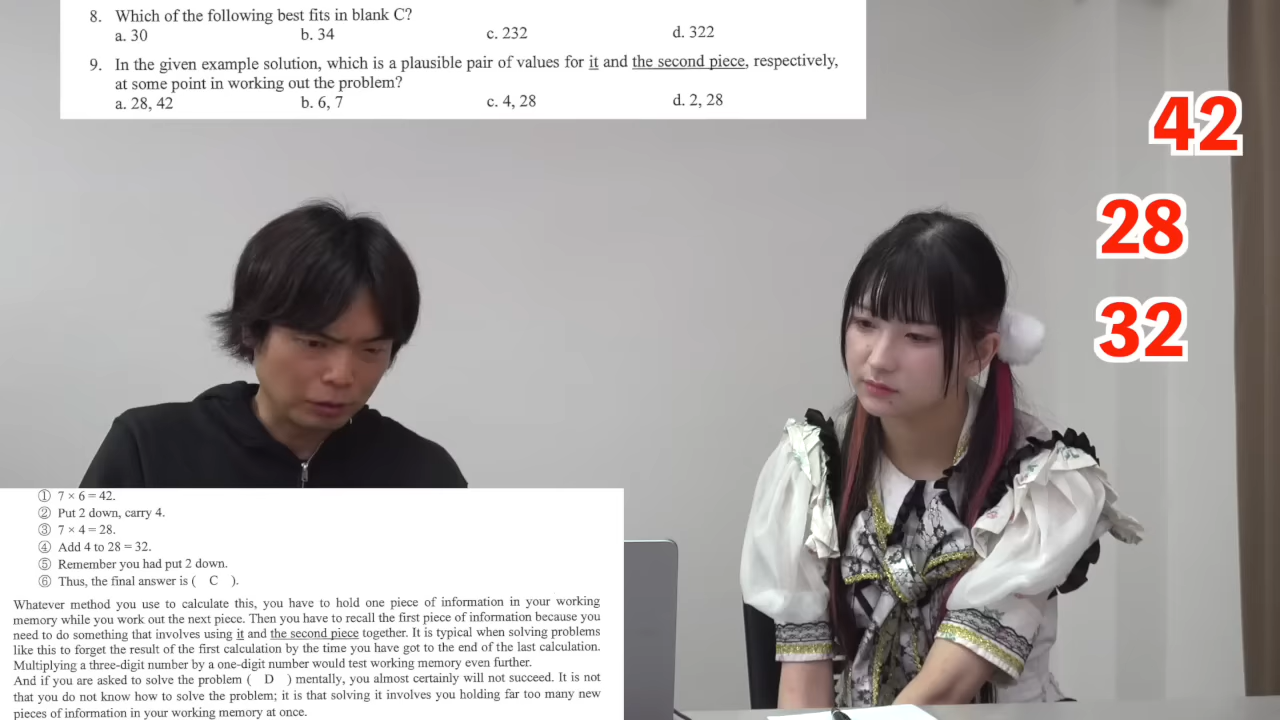 8. Which of the following best fits in blank C?
a. 30 b. 34 c. 232 d. 322
9. In the given example solution, which is a plausible pair of values for it and the second piece, respectively,
at some point in working out the problem?
a. 28, 42 b. 6, 7 c. 4, 28 d. 2, 28
42
28
32
① 7 × 6 = 42.
② Put 2 down, carry 4.
③ 7 × 4 = 28.
④ Add 4 to 28 = 32.
⑤ Remember you had put 2 down.
⑥ Thus, the final answer is ( C ).
Whatever method you use to calculate this, you have to hold one piece of information in your working
memory while you work out the next piece. Then you have to recall the first piece of information because you
need to do something that involves using it and the second piece together. It is typical when solving problems
like this to forget the result of the first calculation by the time you have got to the end of the last calculation.
Multiplying a three-digit number by a one-digit number would test working memory even further.
And if you are asked to solve the problem ( D ) mentally, you almost certainly will not succeed. It is not
that you do not know how to solve the problem; it is that solving it involves you holding far too many new
pieces of information in your working memory at once.